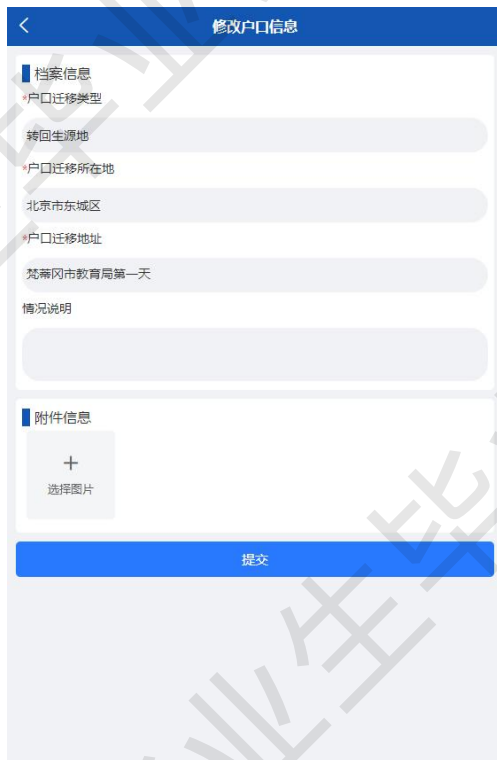 修改户口信息
档案信息
*户口迁移类型
转回生源地
*户口迁移所在地
北京市东城区
*户口迁移地址
梵蒂冈市教育局第一天
情况说明
附件信息
+
选择图片
提交